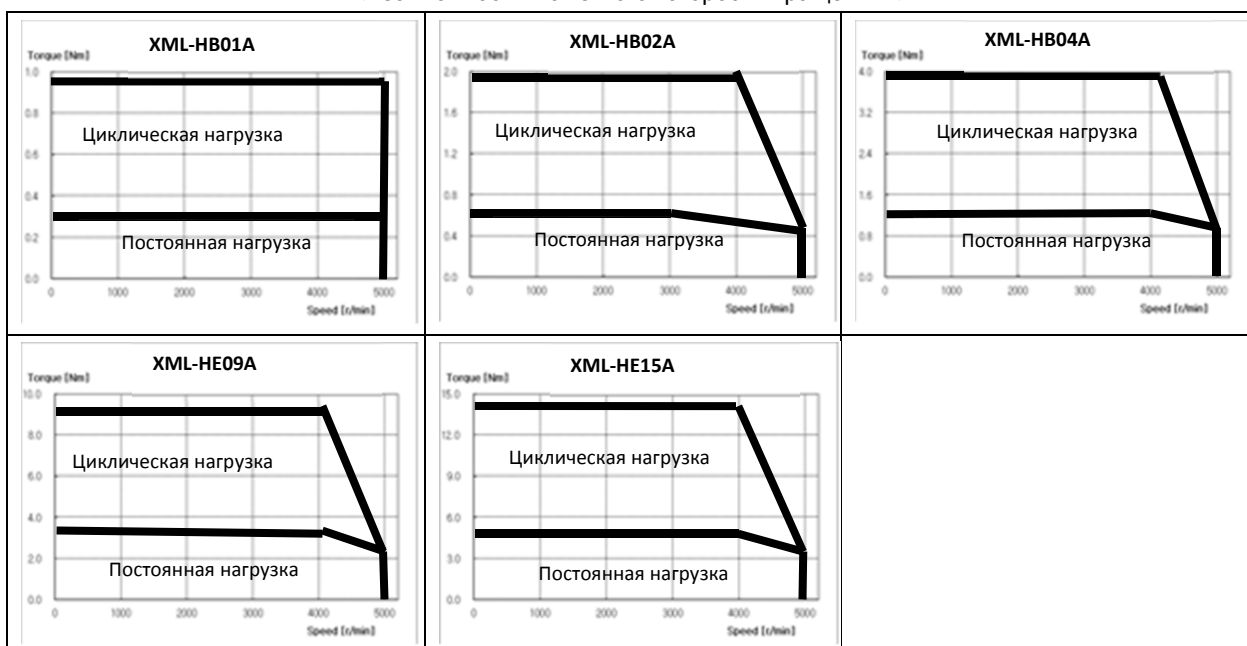 XML-HB01A
Torque [Nm]
1.0
0.8
Циклическая нагрузка
0.6
0.4
Постоянная нагрузка
0.2
0.0
0 1000 2000 3000 4000 5000
Speed [r/min]
XML-HB02A
Torque [Nm]
2.0
1.6
Циклическая нагрузка
1.2
0.8
Постоянная нагрузка
0.4
0.0
0 1000 2000 3000 4000 5000
Speed [r/min]
XML-HB04A
Torque [Nm]
4.0
3.2
Циклическая нагрузка
2.4
1.6
Постоянная нагрузка
0.8
0.0
0 1000 2000 3000 4000 5000
Speed [r/min]
XML-HE09A
Torque [Nm]
10.0
8.0
Циклическая нагрузка
6.0
4.0
2.0
Постоянная нагрузка
0.0
0 1000 2000 3000 4000 5000
Speed [r/min]
XML-HE15A
Torque [Nm]
15.0
12.0
Циклическая нагрузка
9.0
6.0
3.0
Постоянная нагрузка
0.0
0 1000 2000 3000 4000 5000
Speed [r/min]